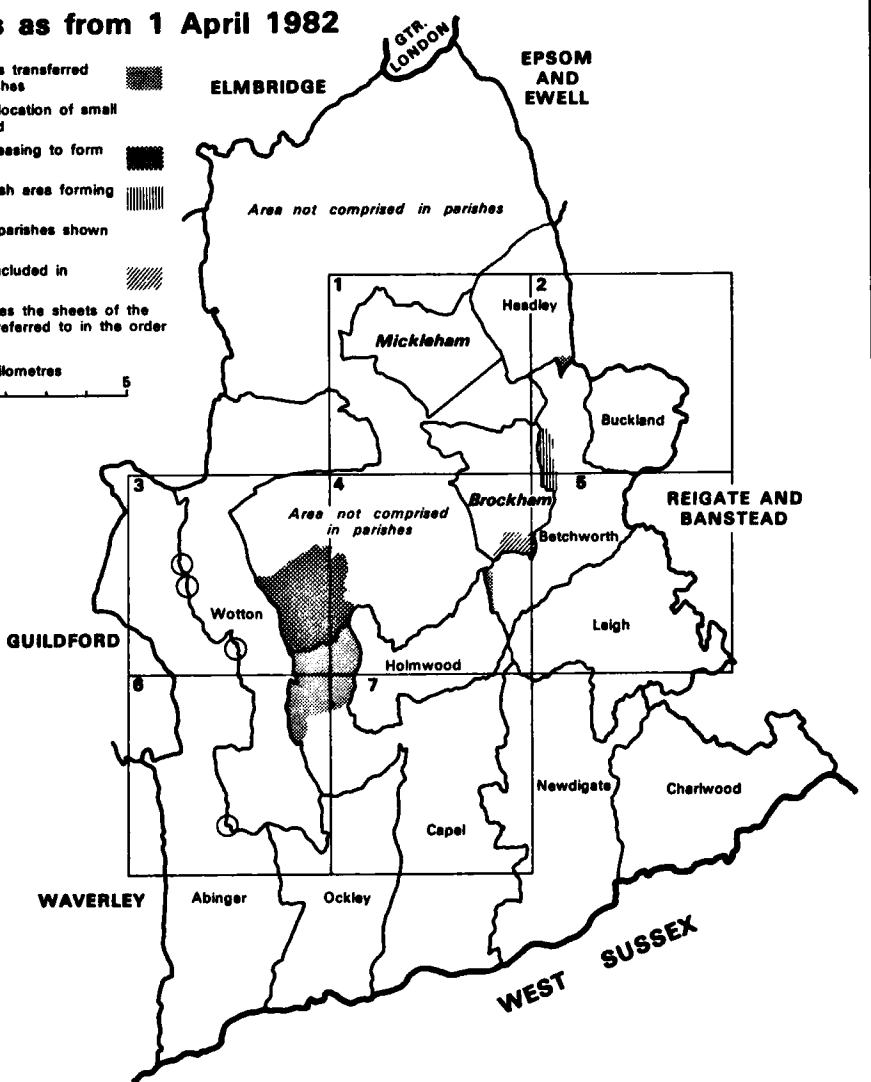 s as from 1 April 1982
s transferred
hes
location of small
d
easing to form
sh area forming
parishes shown
cluded in
es the sheets of the
referred to in the order
ilometres
5
GTR.
LONDON
ELMBRIDGE
EPSOM
AND
EWELL
Area not comprised in parishes
1
2
Headley
Mickleham
Buckland
3
4
5
Area not comprised
in parishes
Brockham
REIGATE AND
BANSTEAD
Betchworth
Wotton
Leigh
GUILDFORD
Holmwood
6
7
Newdigate
Charlwood
Capel
WAVERLEY
Abinger
Ockley
WEST SUSSEX